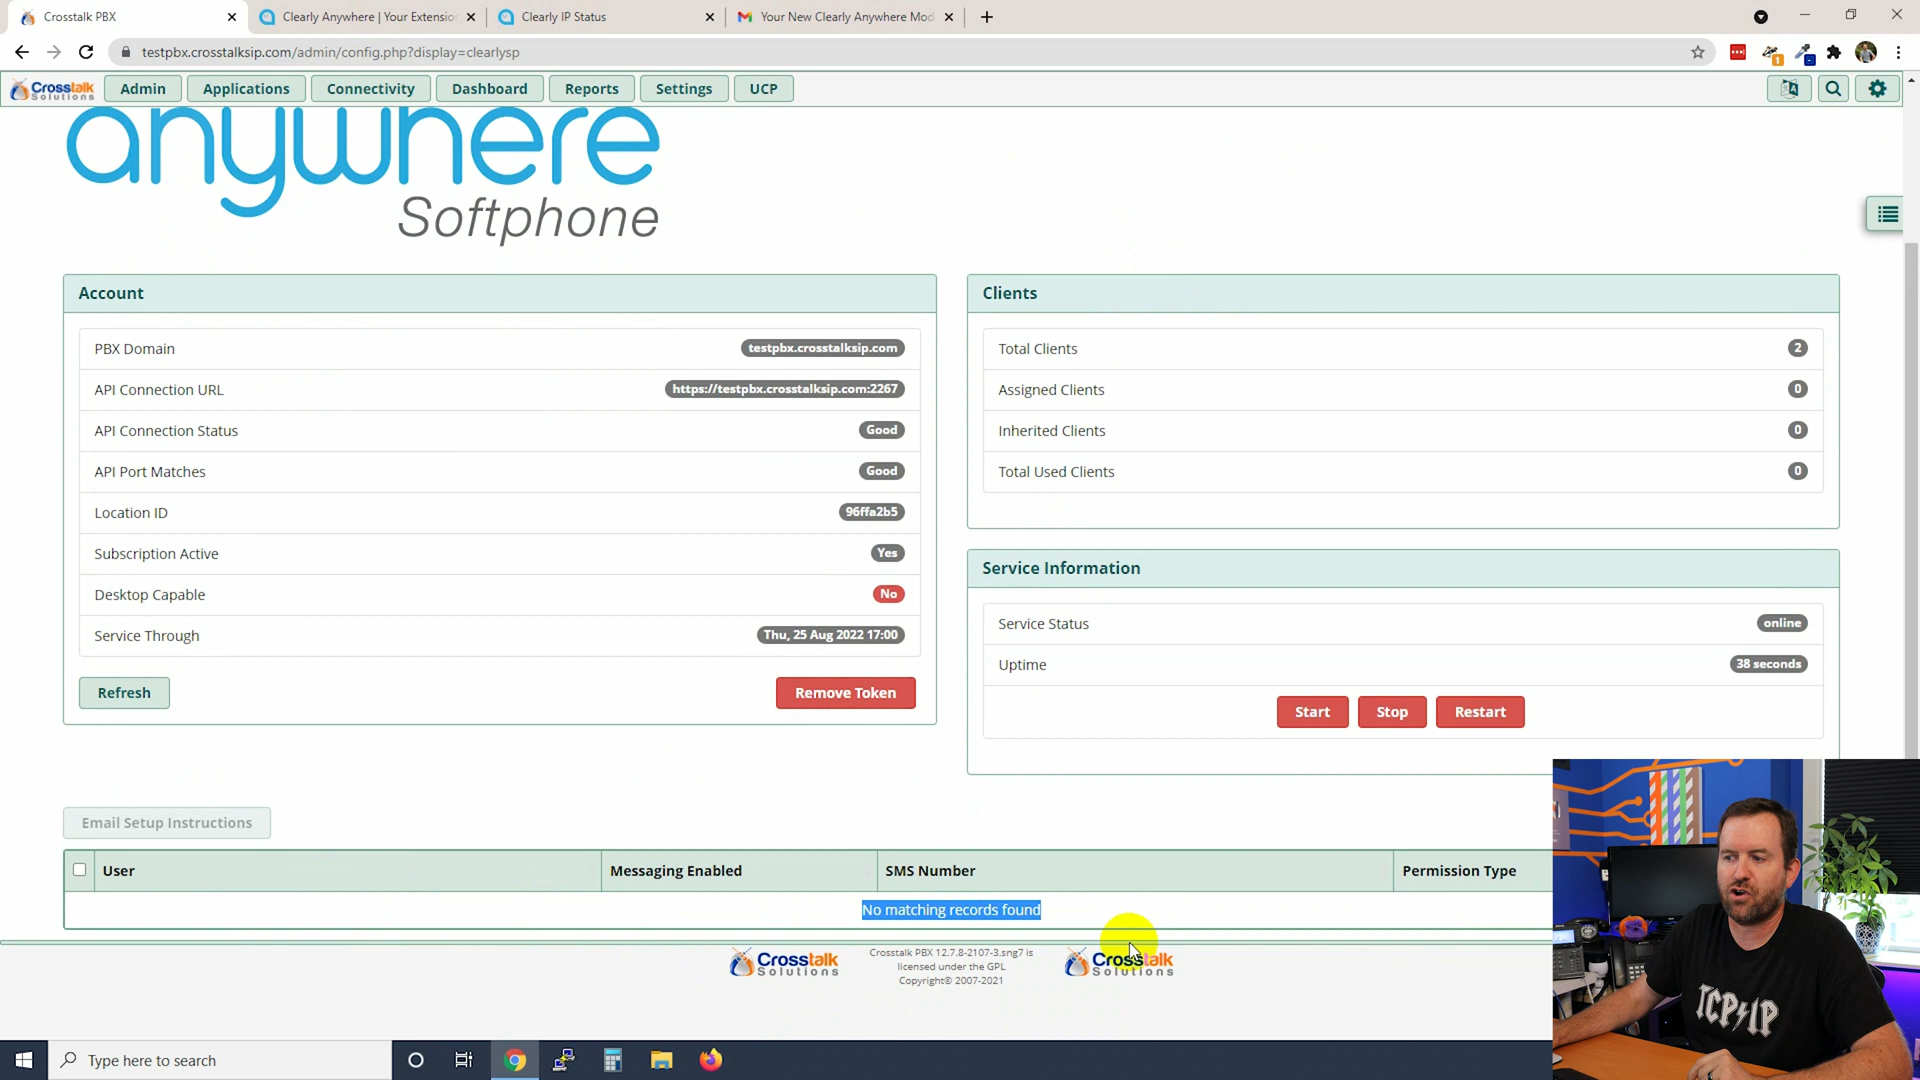 Crosstalk PBX
Clearly Anywhere | Your Extension
Clearly IP Status
Your New Clearly Anywhere Mod
testpbx.crosstalksip.com/admin/config.php?display=clearlysp
Crosstalk Solutions
Admin
Applications
Connectivity
Dashboard
Reports
Settings
UCP
anywhere
Softphone
Account
PBX Domain
testpbx.crosstalksip.com
API Connection URL
https://testpbx.crosstalksip.com:2267
API Connection Status
Good
API Port Matches
Good
Location ID
96ffa2b5
Subscription Active
Yes
Desktop Capable
No
Service Through
Thu, 25 Aug 2022 17:00
Refresh
Remove Token
Clients
Total Clients
2
Assigned Clients
0
Inherited Clients
0
Total Used Clients
0
Service Information
Service Status
online
Uptime
38 seconds
Start
Stop
Restart
Email Setup Instructions
User
Messaging Enabled
SMS Number
Permission Type
No matching records found
Crosstalk Solutions
Crosstalk PBX 12.7.8-2107-3.sng7 is
licensed under the GPL
Copyright© 2007-2021
Crosstalk Solutions
TCP IP
Type here to search